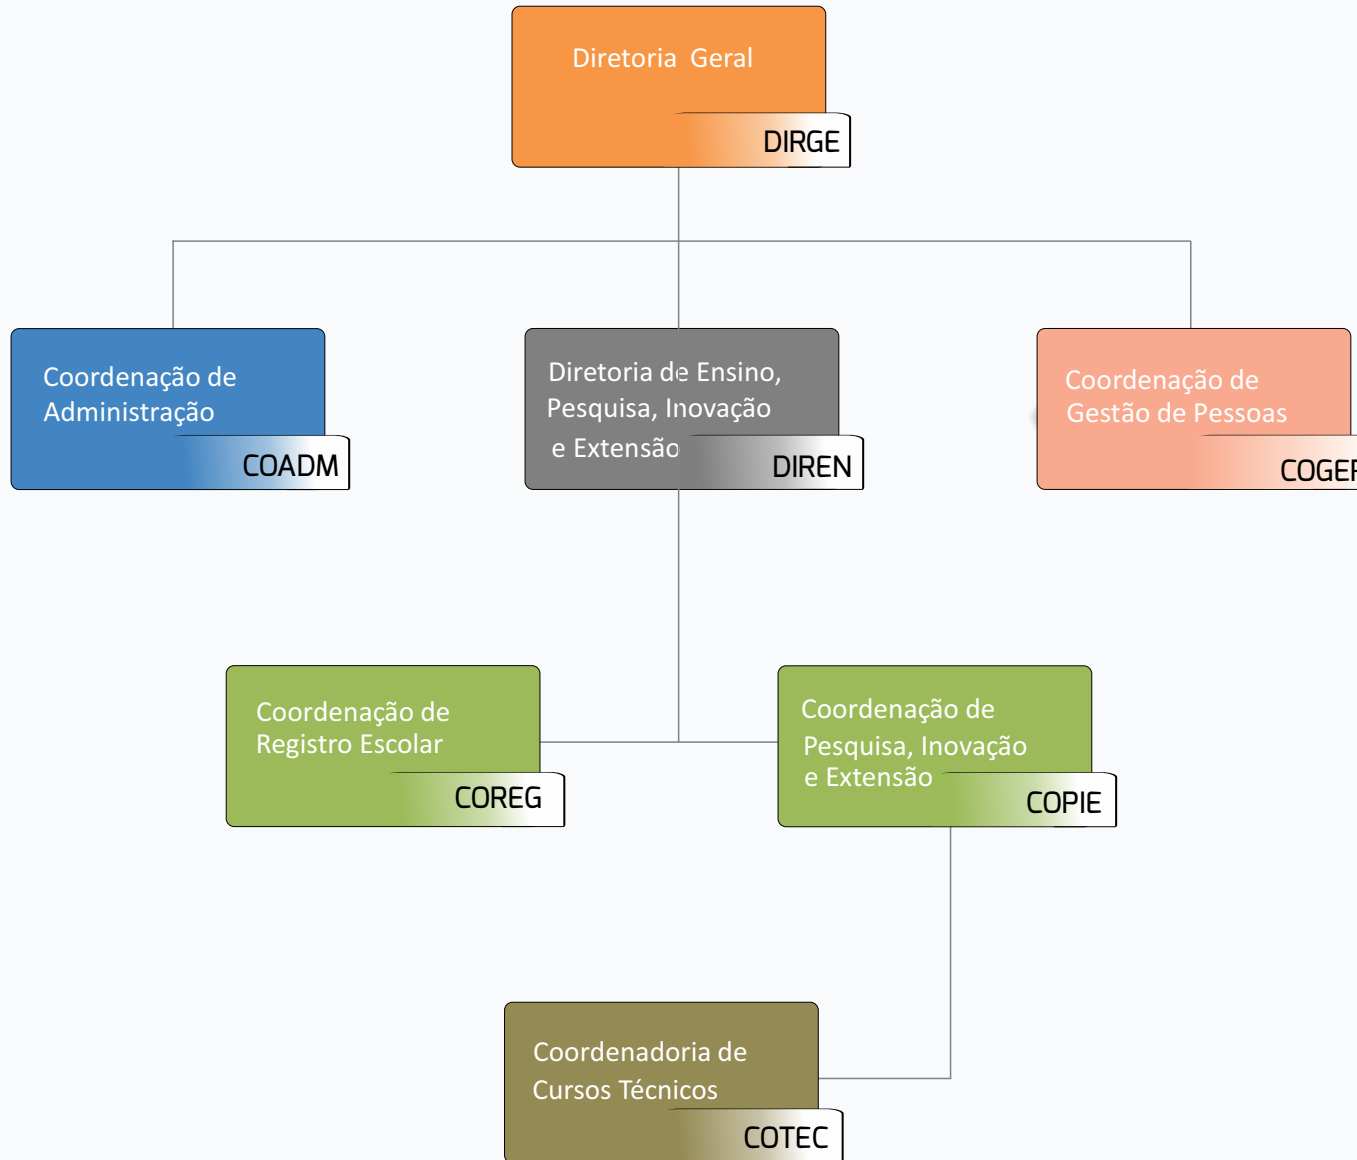 Diretoria Geral
DIRGE
Coordenação de
Administração
COADM
Diretoria de Ensino,
Pesquisa, Inovação
e Extensão
DIREN
Coordenação de
Gestão de Pessoas
Coordenação de
Registro Escolar
COREG
Coordenação de
Pesquisa, Inovação
e Extensão
COPIE
Coordenadoria de
Cursos Técnicos
COTEC